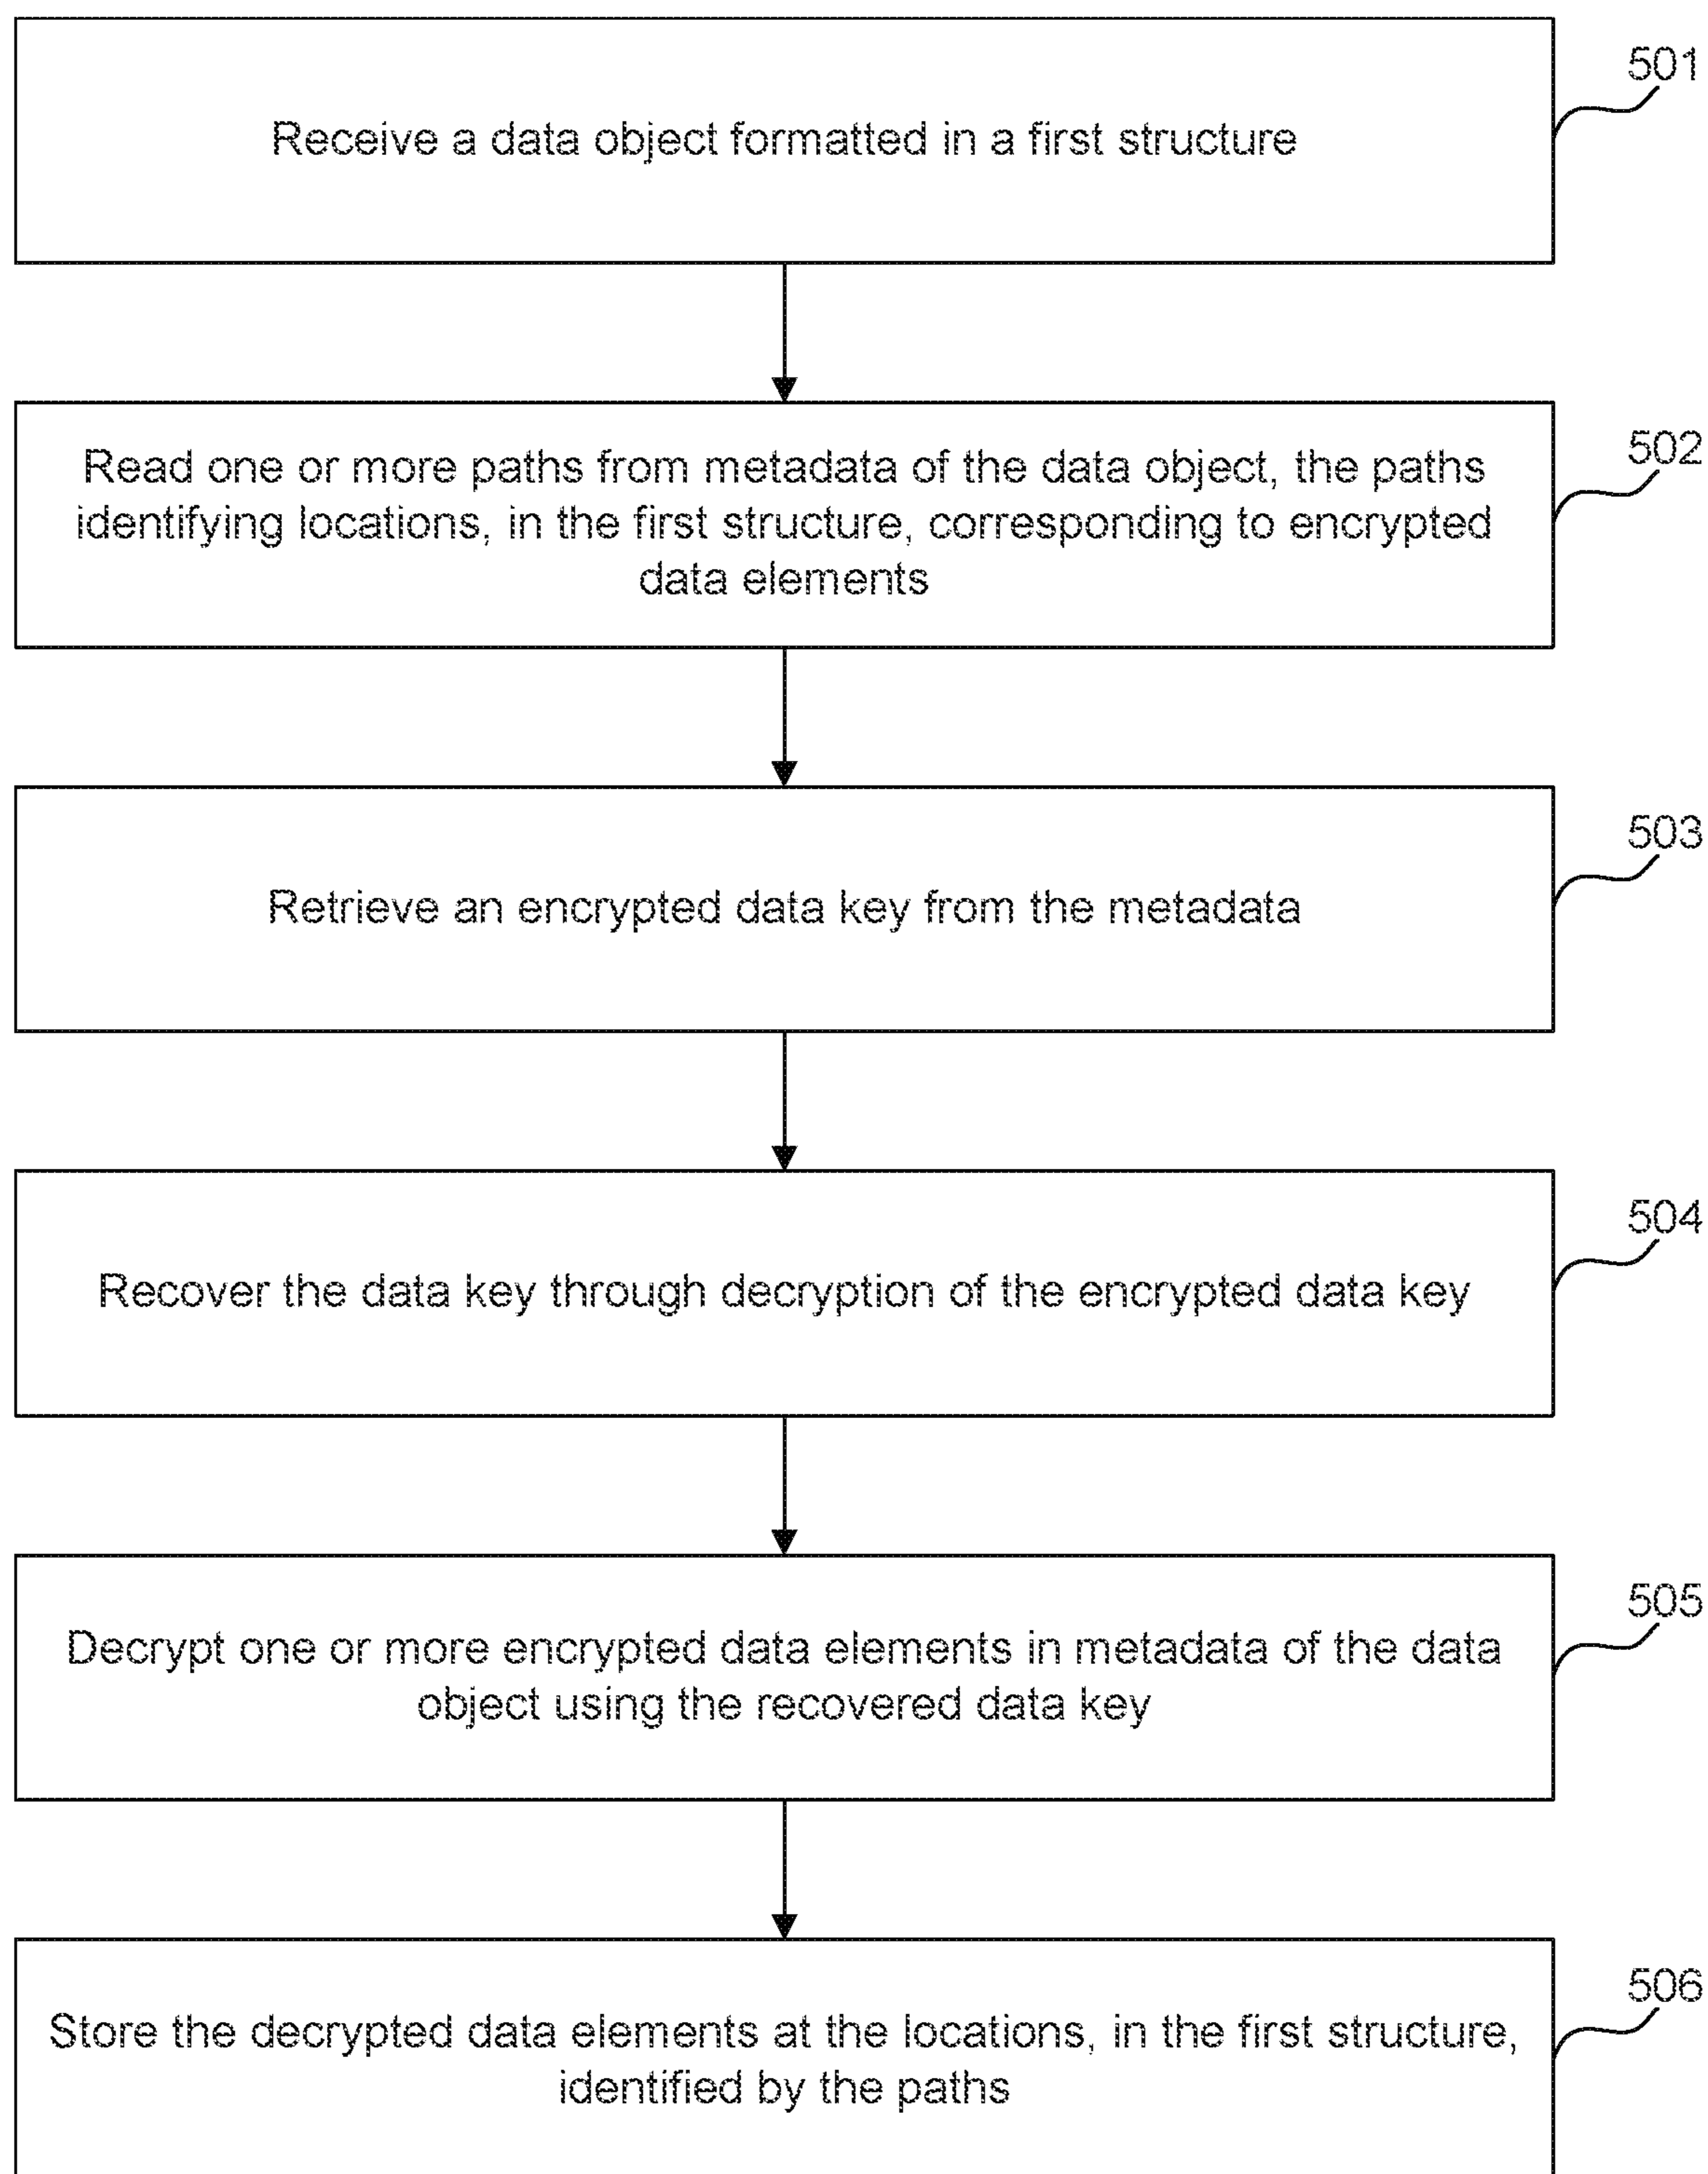 501
Receive a data object formatted in a first structure
502
Read one or more paths from metadata of the data object, the paths
identifying locations, in the first structure, corresponding to encrypted
data elements
503
Retrieve an encrypted data key from the metadata
504
Recover the data key through decryption of the encrypted data key
505
Decrypt one or more encrypted data elements in metadata of the data
object using the recovered data key
506
Store the decrypted data elements at the locations, in the first structure,
identified by the paths